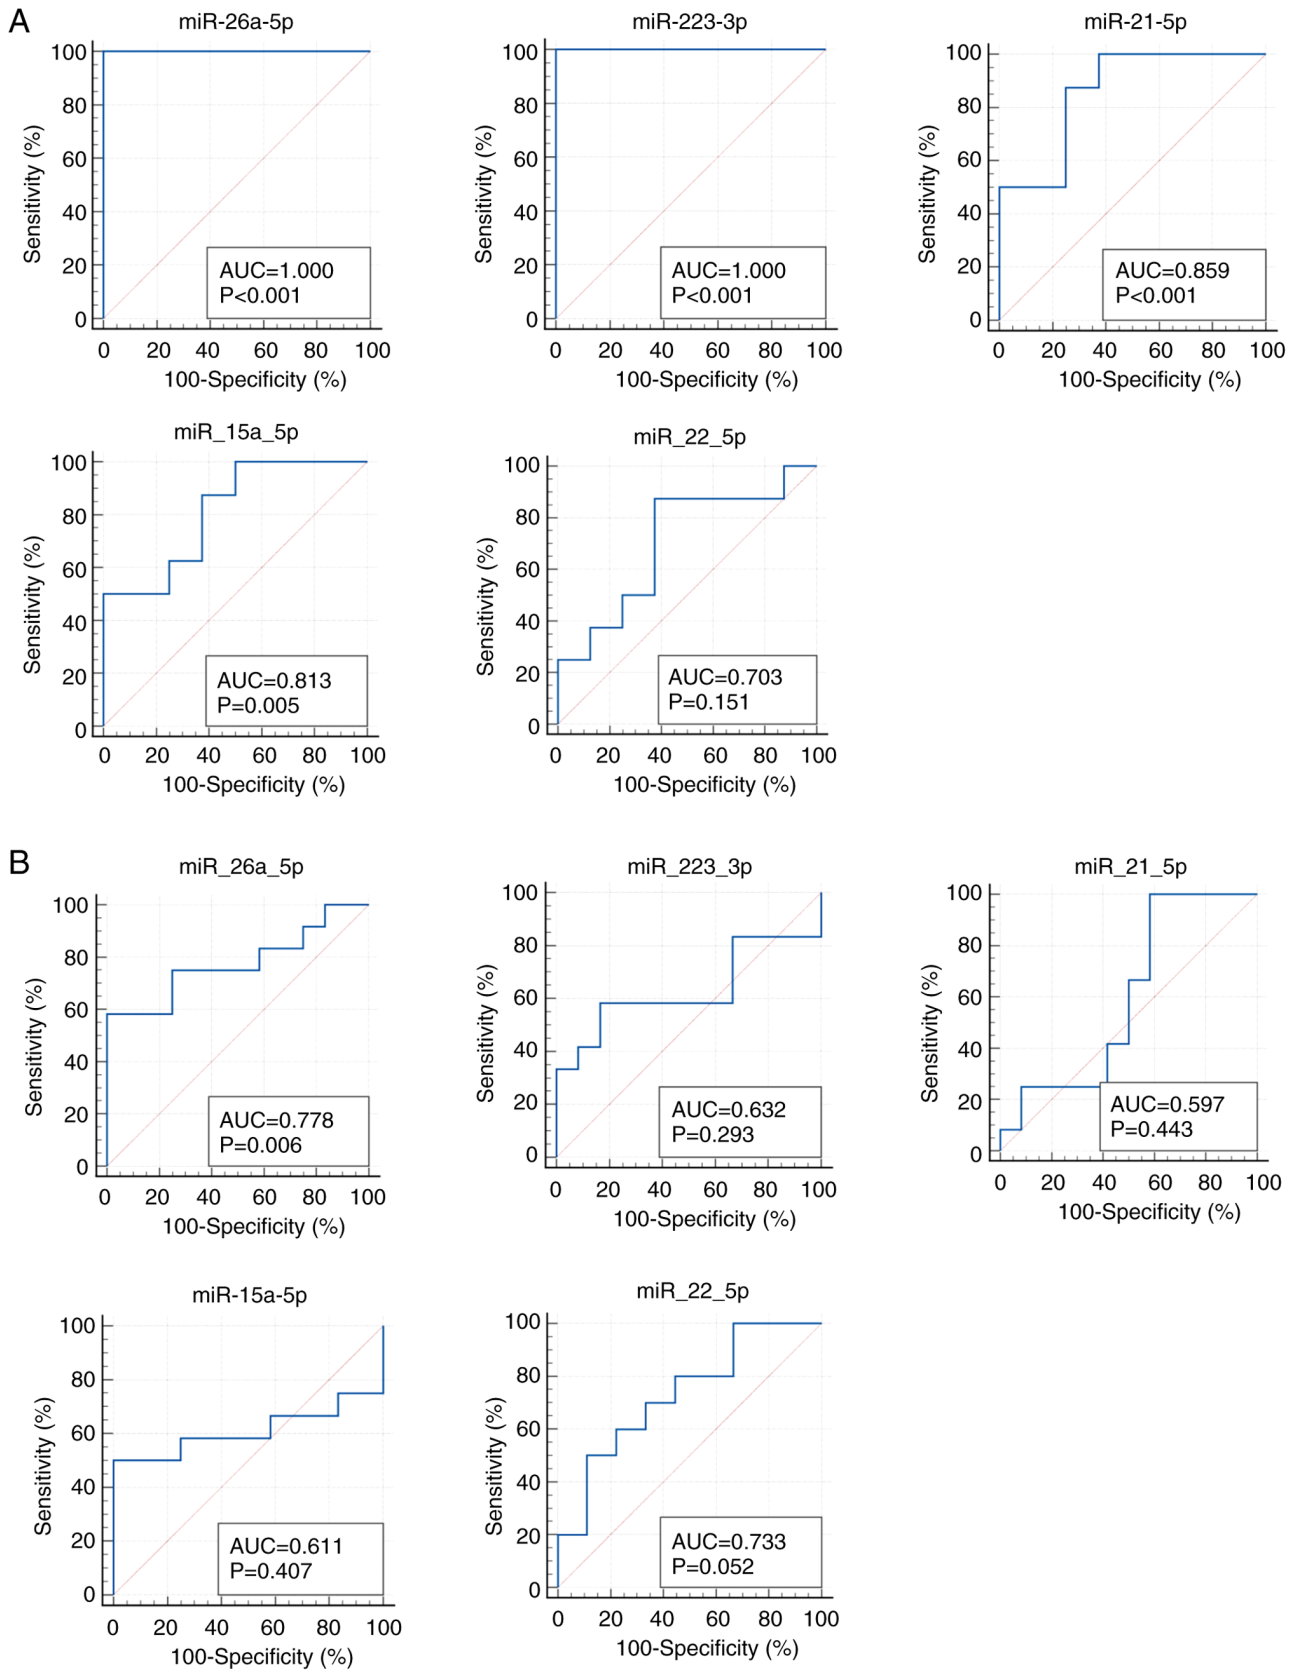 A
miR-26a-5p
100
80
60
40
20
0
Sensitivity (%)
AUC=1.000
P<0.001
0 20 40 60 80 100
100-Specificity (%)
miR-223-3p
100
80
60
40
20
0
Sensitivity (%)
AUC=1.000
P<0.001
0 20 40 60 80 100
100-Specificity (%)
miR-21-5p
100
80
60
40
20
0
Sensitivity (%)
AUC=0.859
P<0.001
0 20 40 60 80 100
100-Specificity (%)
miR_15a_5p
100
80
60
40
20
0
Sensitivity (%)
AUC=0.813
P=0.005
0 20 40 60 80 100
100-Specificity (%)
miR_22_5p
100
80
60
40
20
0
Sensitivity (%)
AUC=0.703
P=0.151
0 20 40 60 80 100
100-Specificity (%)
B
miR_26a_5p
100
80
60
40
20
0
Sensitivity (%)
AUC=0.778
P=0.006
0 20 40 60 80 100
100-Specificity (%)
miR_223_3p
100
80
60
40
20
0
Sensitivity (%)
AUC=0.632
P=0.293
0 20 40 60 80 100
100-Specificity (%)
miR_21_5p
100
80
60
40
20
0
Sensitivity (%)
AUC=0.597
P=0.443
0 20 40 60 80 100
100-Specificity (%)
miR-15a-5p
100
80
60
40
20
0
Sensitivity (%)
AUC=0.611
P=0.407
0 20 40 60 80 100
100-Specificity (%)
miR_22_5p
100
80
60
40
20
0
Sensitivity (%)
AUC=0.733
P=0.052
0 20 40 60 80 100
100-Specificity (%)